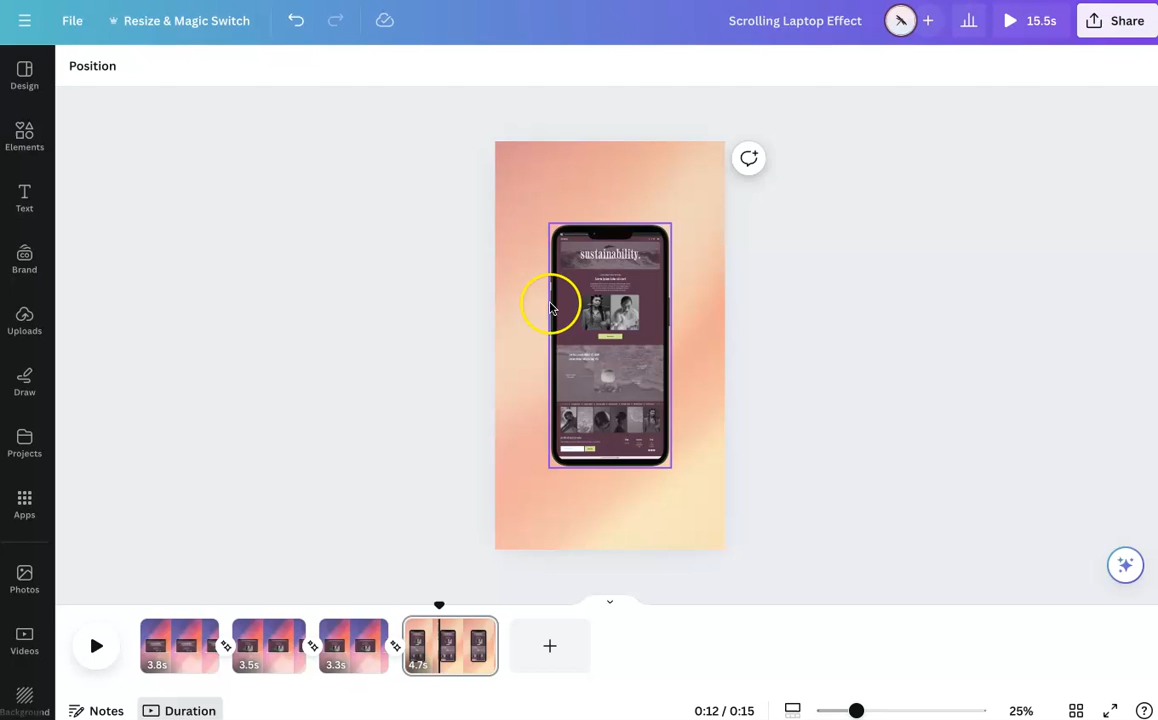 File
Resize & Magic Switch
Scrolling Laptop Effect
15.5s
Share
Position
Design
Elements
Text
Brand
Uploads
Draw
Projects
Apps
Photos
Videos
Background
sustainability.
3.8s
3.5s
3.3s
4.7s
Notes
Duration
0:12 / 0:15
25%